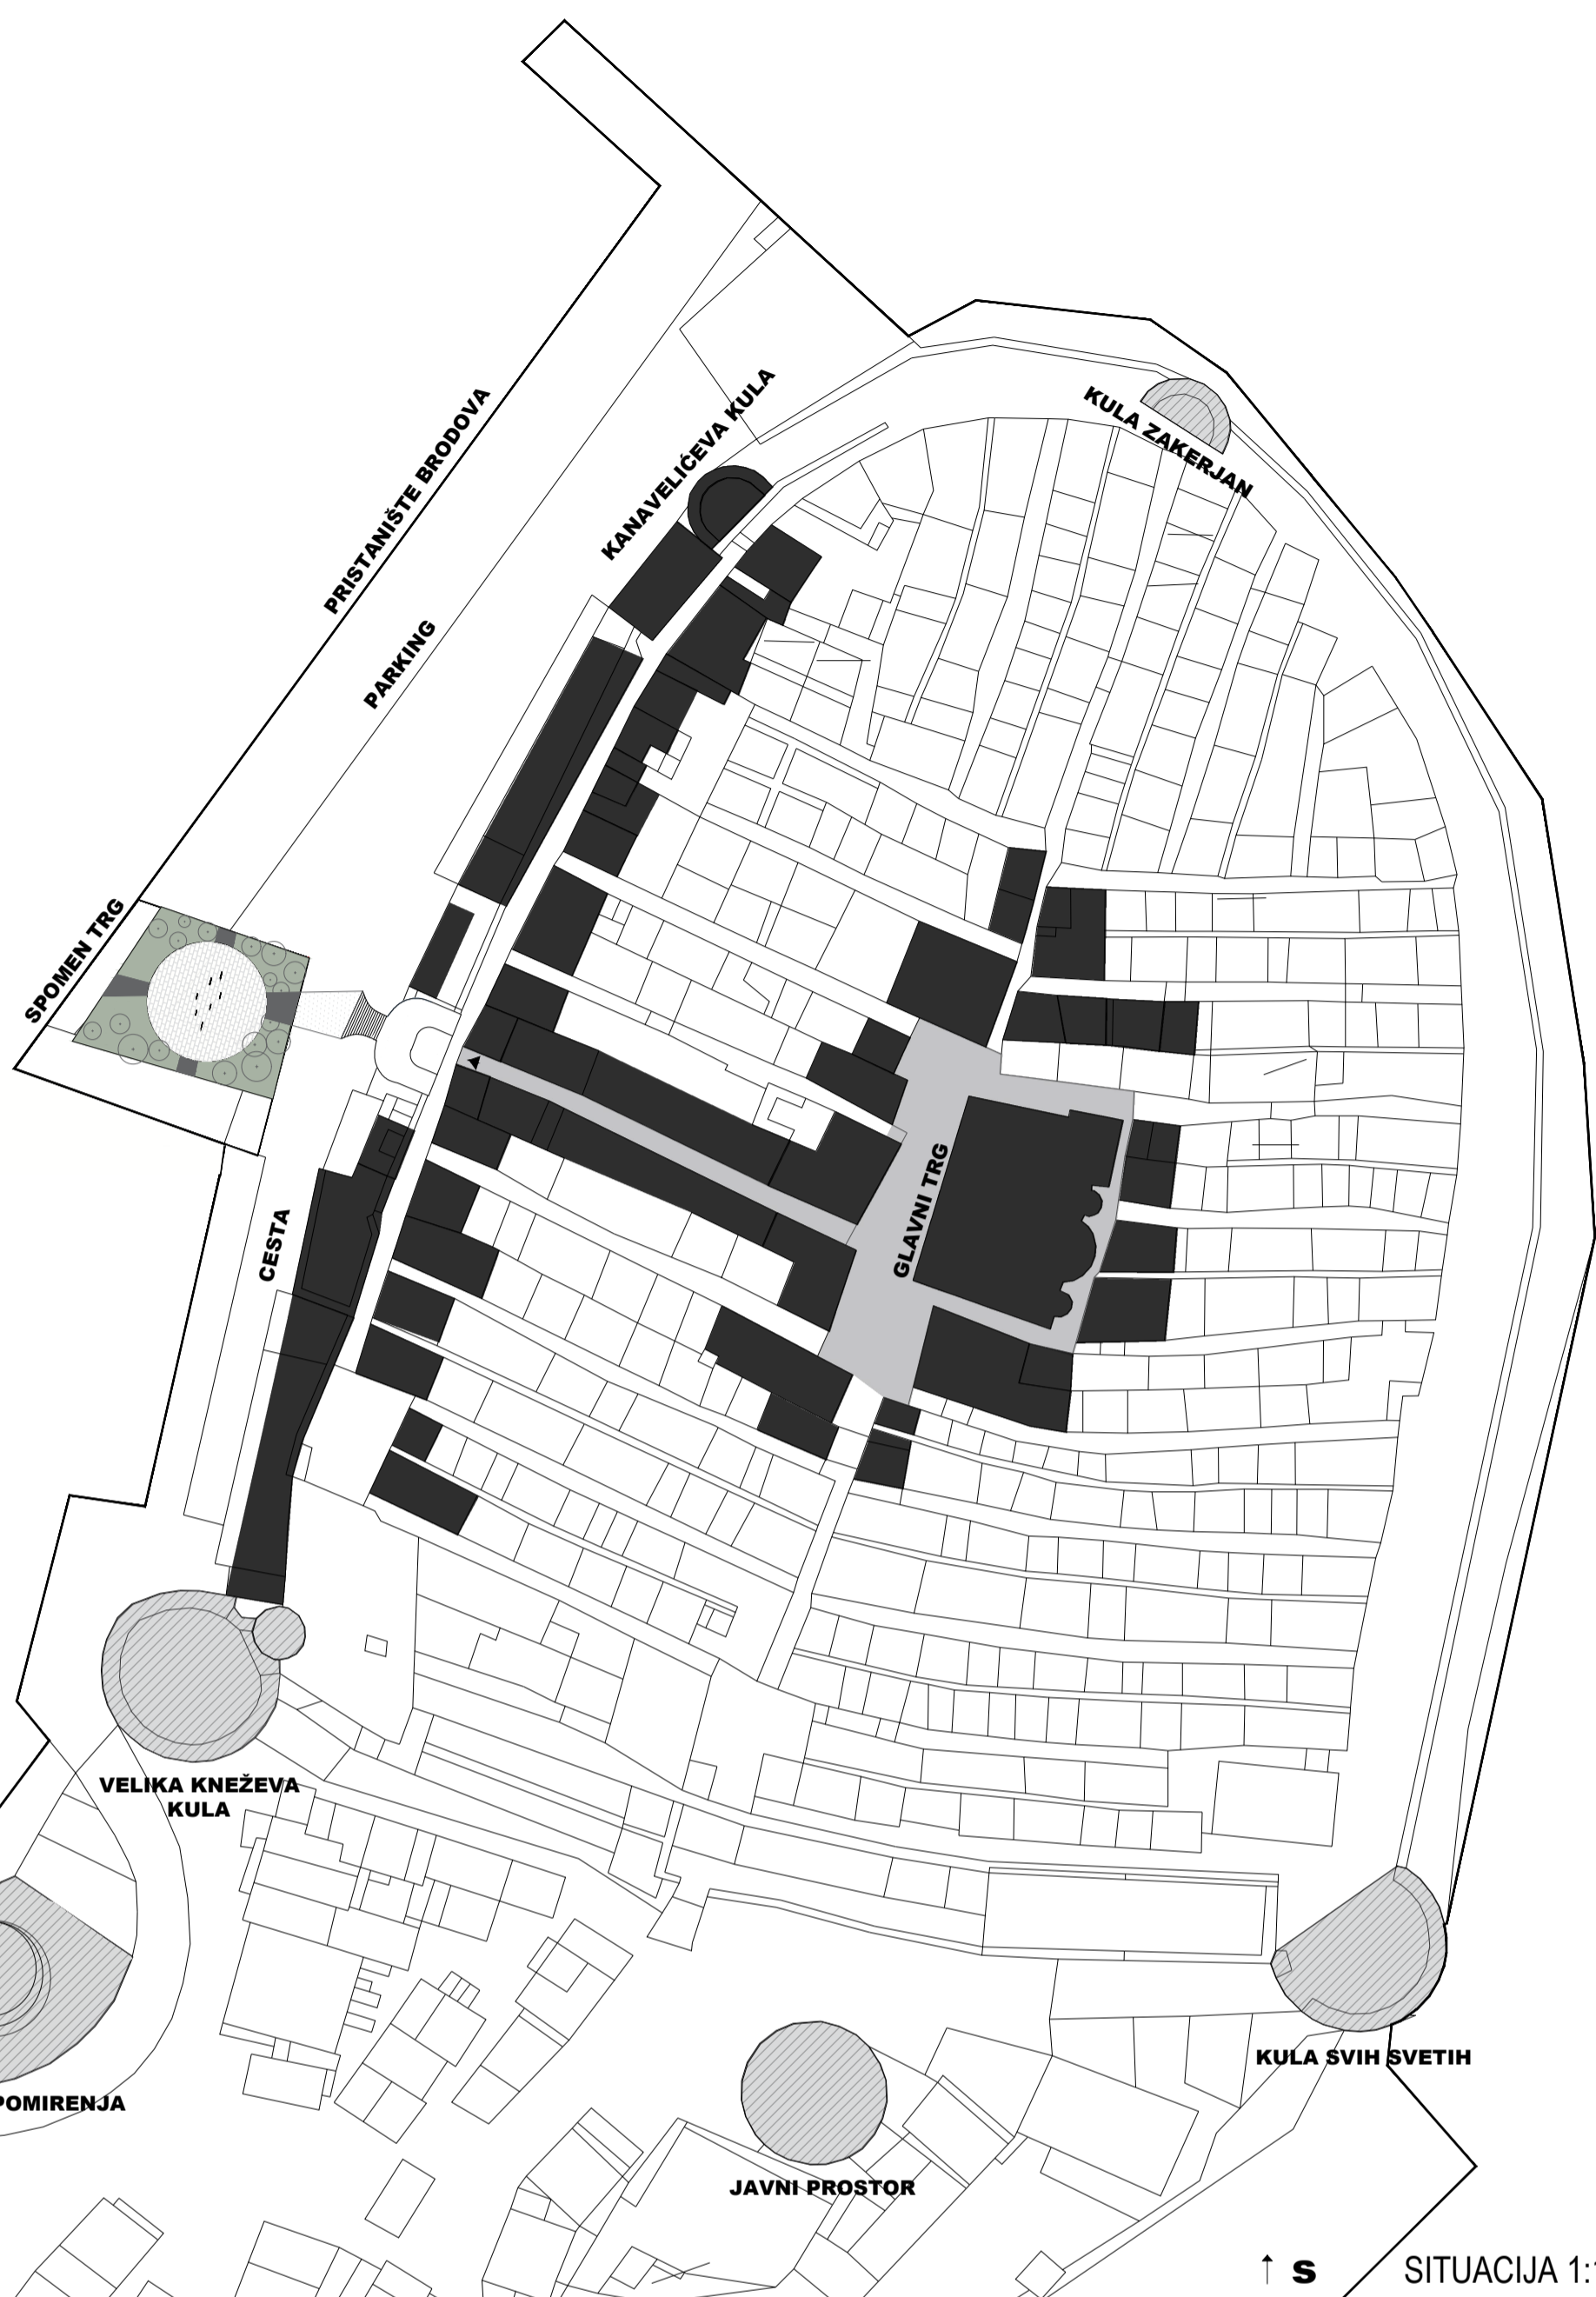 PRISTANIŠTE BRODOVA
KANAVELIĆEVA KULA
KULA ZAKERJAN
PARKING
SPOMEN TRG
GLAVNI TRG
CESTA
VELIKA KNEŽEVA
KULA
KULA SVIH SVETIH
POMIRENJA
JAVNI PROSTOR
↑ S
SITUACIJA 1: